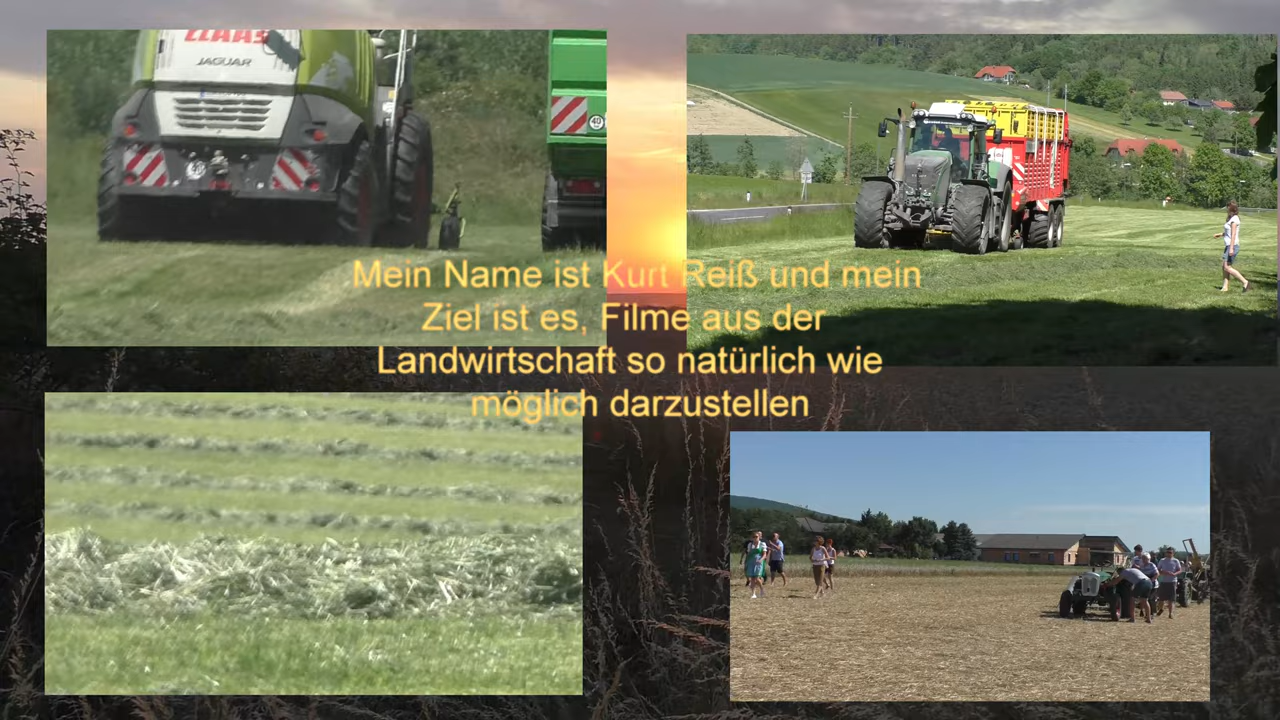 CLAAS
JAGUAR
40
Mein Name ist Kurt Reiß und mein
Ziel ist es, Filme aus der
Landwirtschaft so natürlich wie
möglich darzustellen